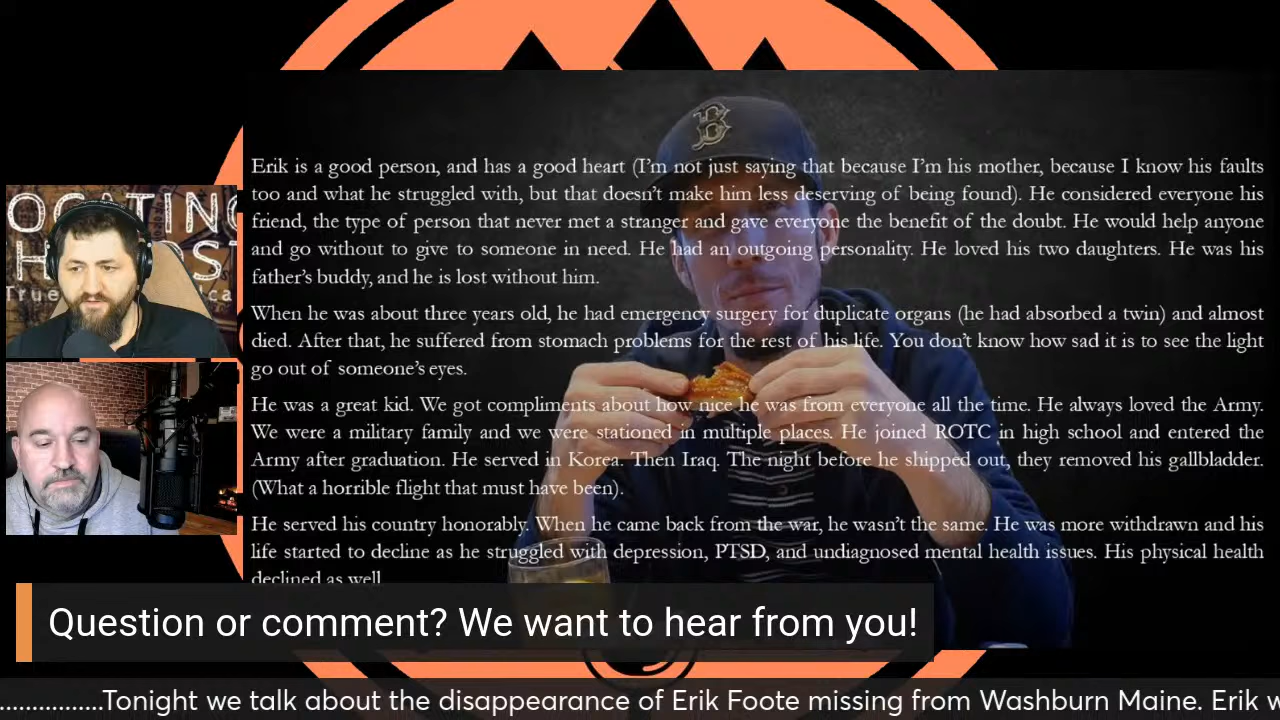 Erik is a good person, and has a good heart (I'm not just saying that because I'm his mother, because I know his faults
too and what he struggled with, but that doesn't make him less deserving of being found). He considered everyone his
friend, the type of person that never met a stranger and gave everyone the benefit of the doubt. He would help anyone
and go without to give to someone in need. He had an outgoing personality. He loved his two daughters. He was his
father's buddy, and he is lost without him.
When he was about three years old, he had emergency surgery for duplicate organs (he had absorbed a twin) and almost
died. After that, he suffered from stomach problems for the rest of his life. You don't know how sad it is to see the light
go out of someone's eyes.
He was a great kid. We got compliments about how nice he was from everyone all the time. He always loved the Army.
We were a military family and we were stationed in multiple places. He joined ROTC in high school and entered the
Army after graduation. He served in Korea. Then Iraq. The night before he shipped out, they removed his gallbladder.
(What a horrible flight that must have been).
He served his country honorably. When he came back from the war, he wasn't the same. He was more withdrawn and his
life started to decline as he struggled with depression, PTSD, and undiagnosed mental health issues. His physical health
declined as well
B
OCATING
H
ST
True
ca
Question or comment? We want to hear from you!
................Tonight we talk about the disappearance of Erik Foote missing from Washburn Maine. Erik w